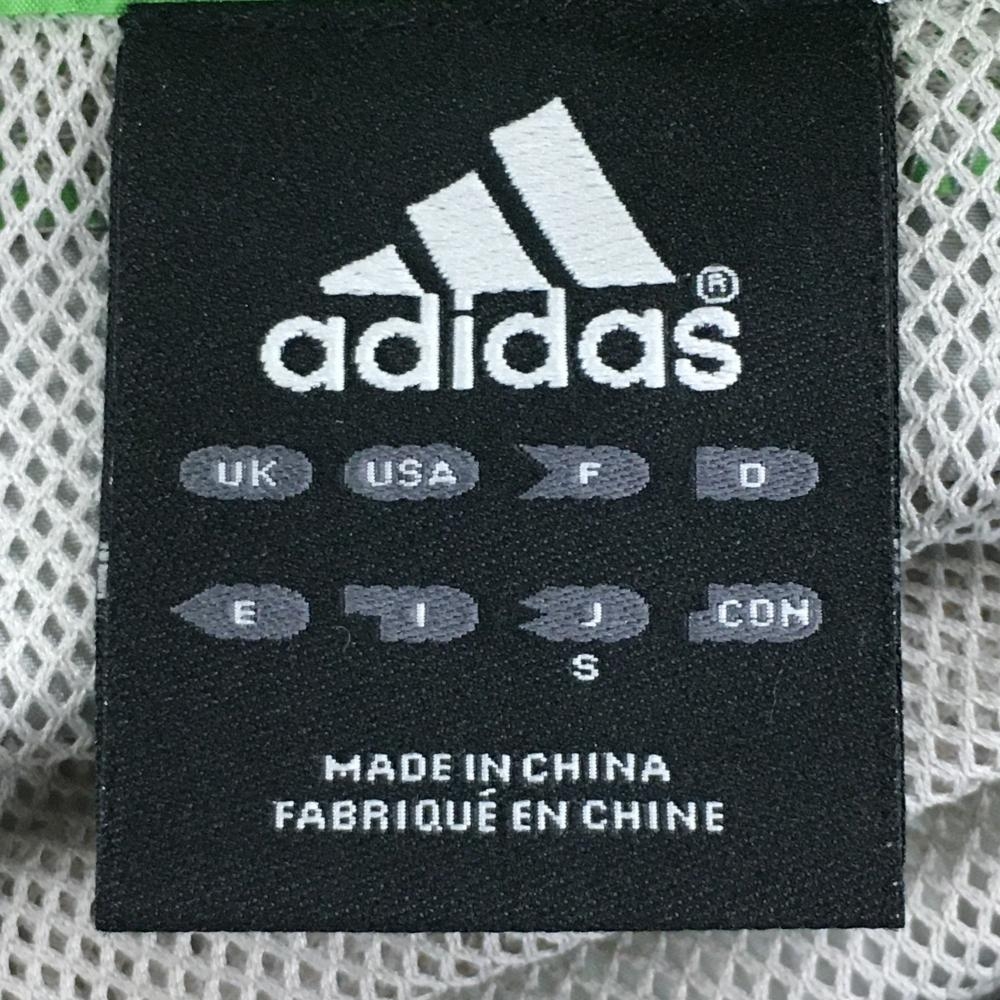 adidas®
UK USA F D
E I J CDN
S
MADE IN CHINA
FABRIQUÉ EN CHINE